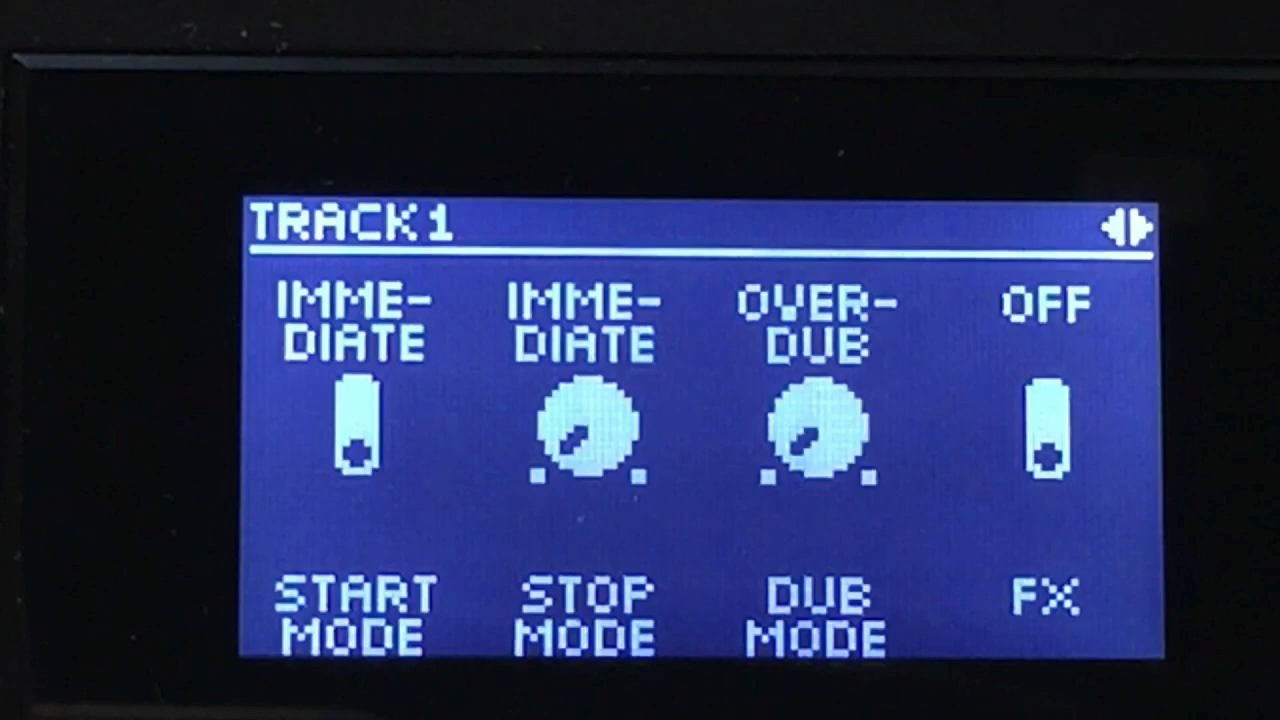 TRACK1
IMME-
DIATE
IMME-
DIATE
OVER-
DUB
OFF
START
MODE
STOP
MODE
DUB
MODE
FX